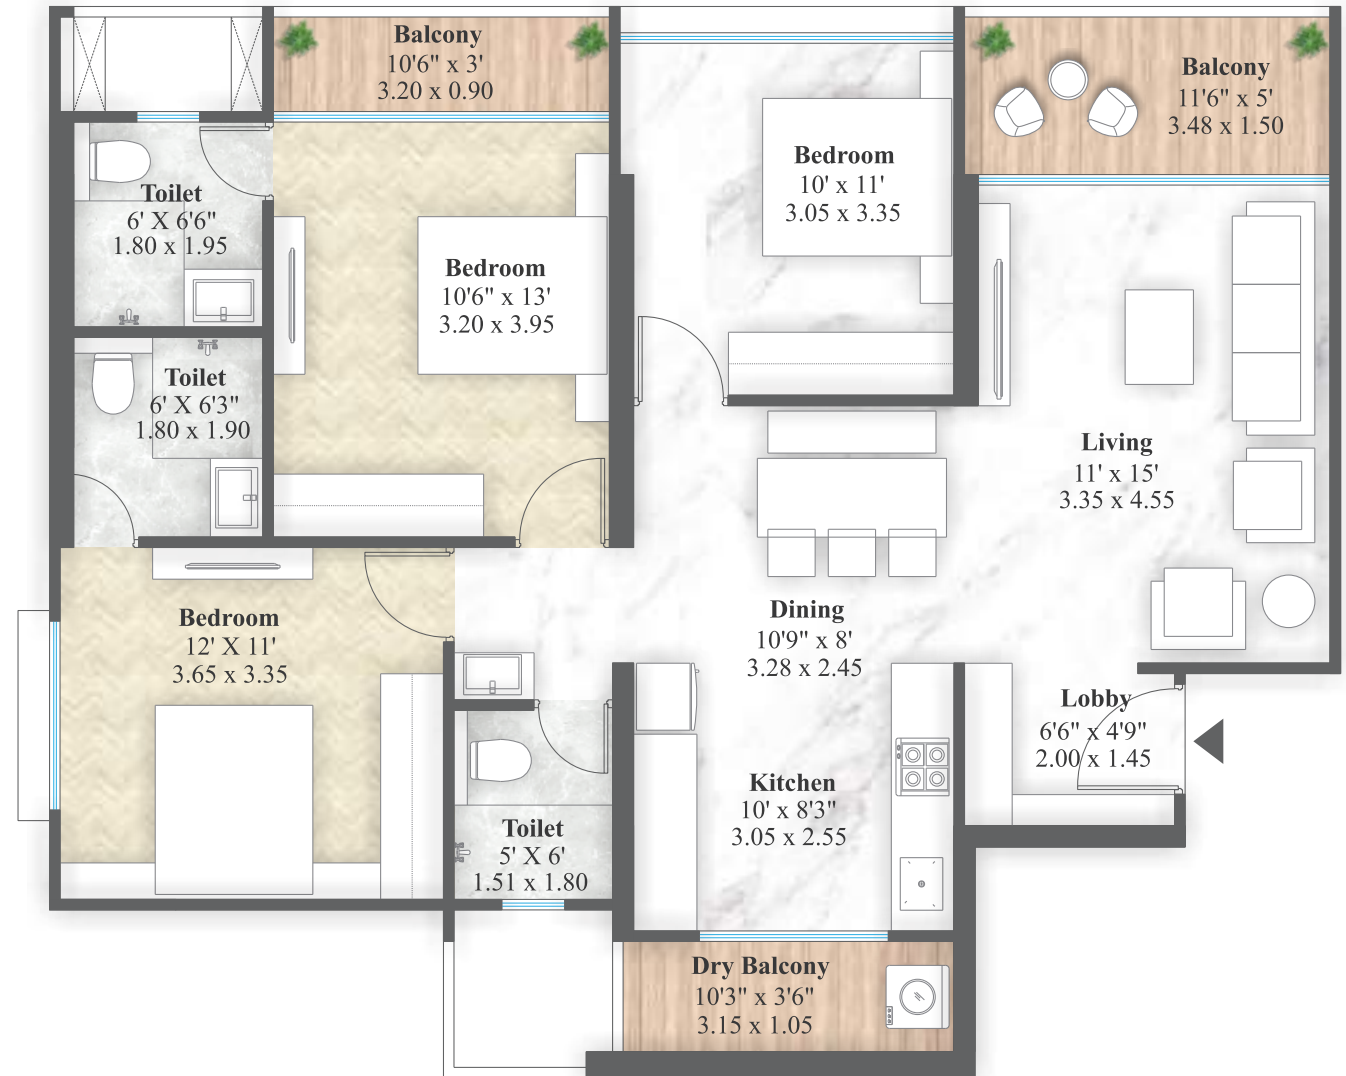 Balcony
10'6" x 3'
3.20 x 0.90
Balcony
11'6" x 5'
3.48 x 1.50
Bedroom
10' x 11'
3.05 x 3.35
Toilet
6' X 6'6"
1.80 x 1.95
Bedroom
10'6" x 13'
3.20 x 3.95
Toilet
6' X 6'3"
1.80 x 1.90
Living
11' x 15'
3.35 x 4.55
Bedroom
12' X 11'
3.65 x 3.35
Dining
10'9" x 8'
3.28 x 2.45
Lobby
6'6" x 4'9"
2.00 x 1.45
Kitchen
10' x 8'3"
3.05 x 2.55
Toilet
5' X 6'
1.51 x 1.80
Dry Balcony
10'3" x 3'6"
3.15 x 1.05